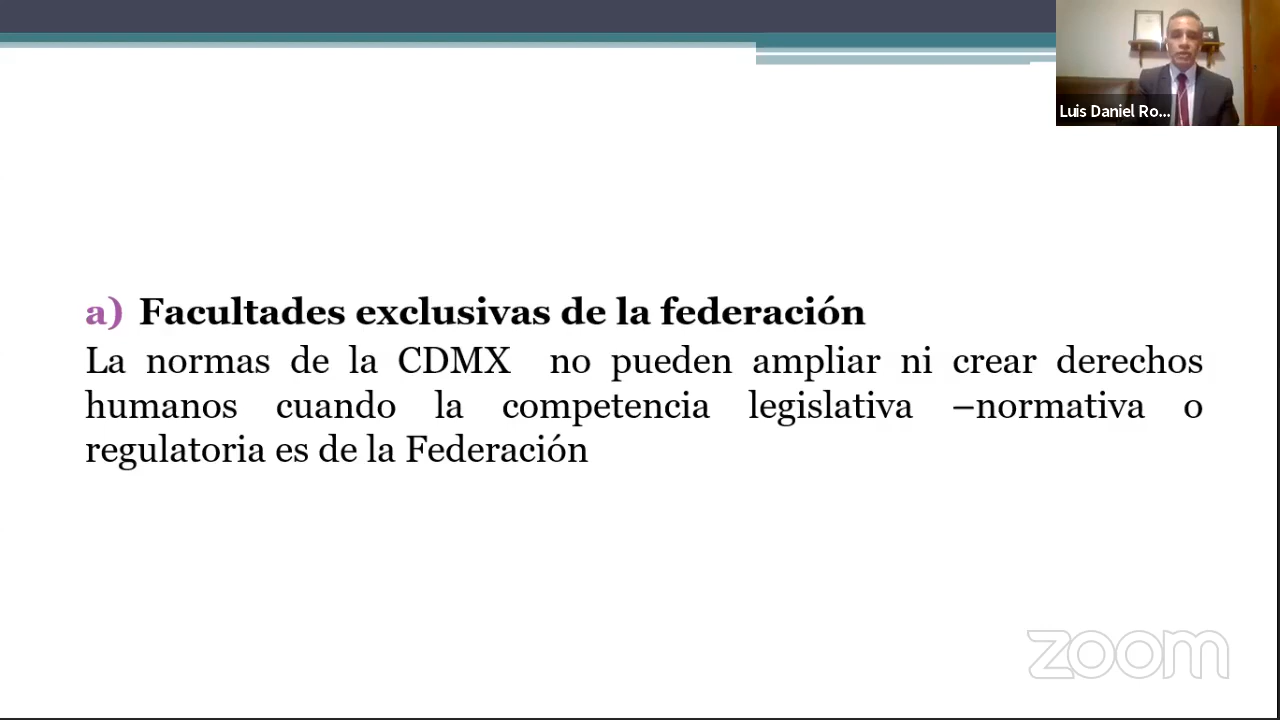 Luis Daniel Ro...
a) Facultades exclusivas de la federación
La normas de la CDMX no pueden ampliar ni crear derechos
humanos cuando la competencia legislativa –normativa o
regulatoria es de la Federación
zoom